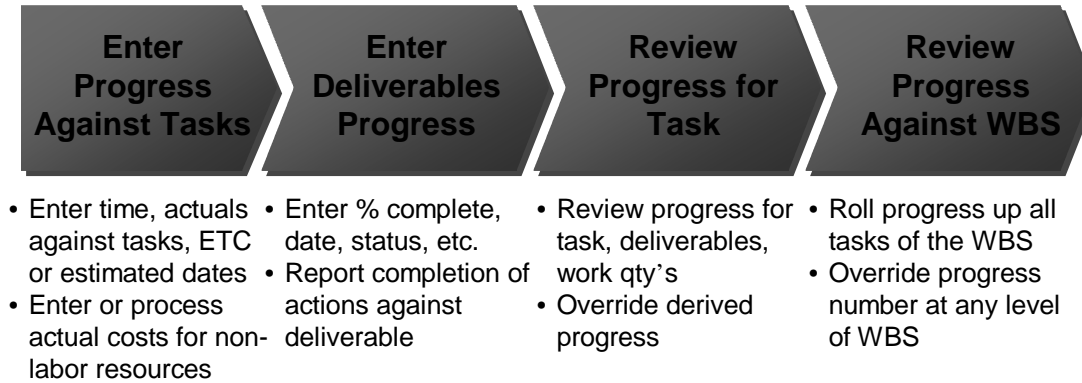 Enter
Progress
Against Tasks
Enter
Deliverables
Progress
Review
Progress for
Task
Review
Progress
Against WBS
• Enter time, actuals
against tasks, ETC
or estimated dates
• Enter or process
actual costs for non-
labor resources
• Enter % complete,
date, status, etc.
• Report completion of
actions against
deliverable
• Review progress for
task, deliverables,
work qty's
• Override derived
progress
• Roll progress up all
tasks of the WBS
• Override progress
number at any level
of WBS